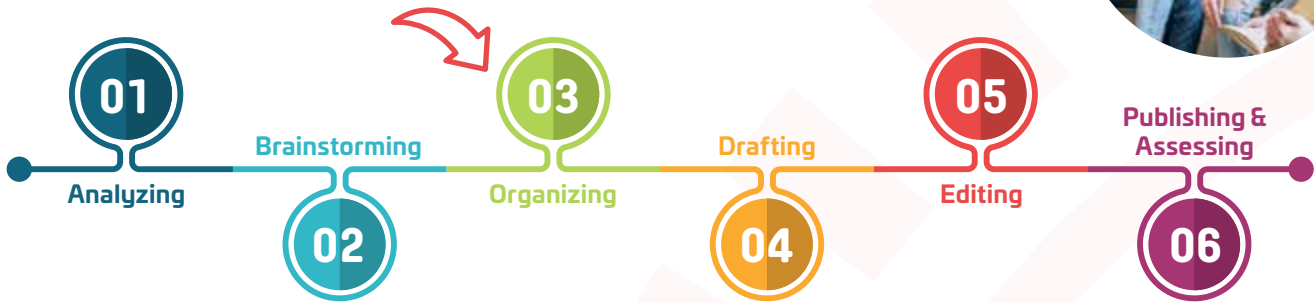 01
Analyzing
Brainstorming
02
03
Organizing
Drafting
04
05
Editing
Publishing &
Assessing
06